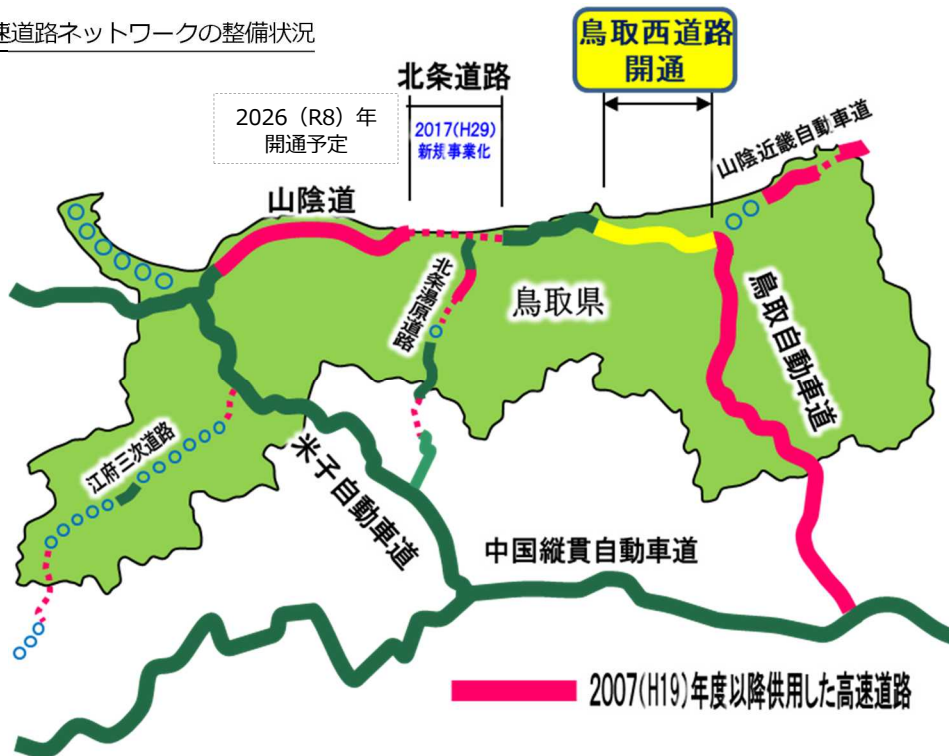 速道路ネットワークの整備状況
鳥取西道路
開通
北条道路
2026（R8）年
開通予定
2017(H29)
新規事業化
山陰近畿自動車道
山陰道
北条湯原道路
鳥取県
鳥取自動車道
江府三次道路
米子自動車道
中国縦貫自動車道
2007(H19)年度以降供用した高速道路